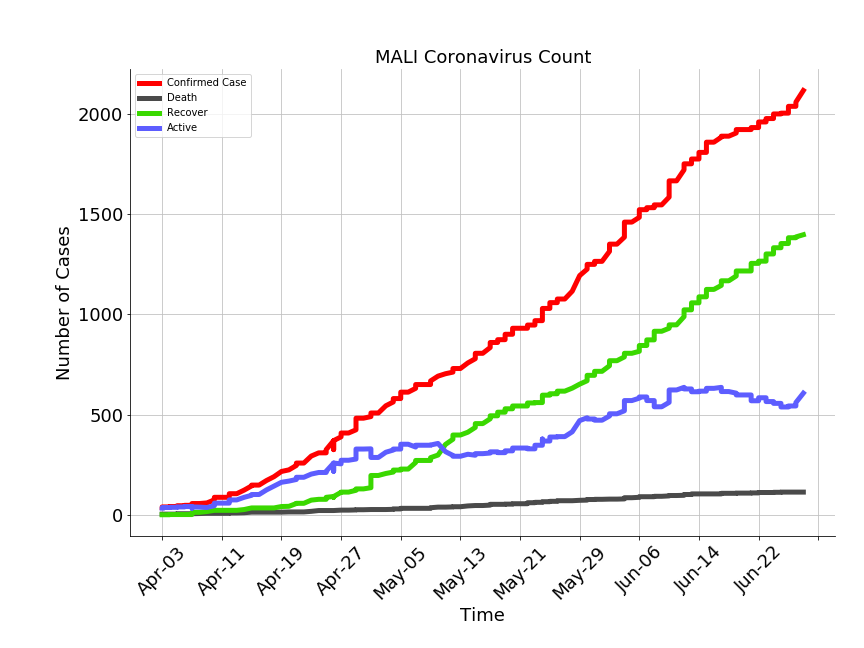 MALI Coronavirus Count
Confirmed Case
Death
Recover
Active
Number of Cases
2000
1500
1000
500
0
Apr-03
Apr-11
Apr-19
Apr-27
May-05
May-13
May-21
May-29
Jun-06
Jun-14
Jun-22
Time